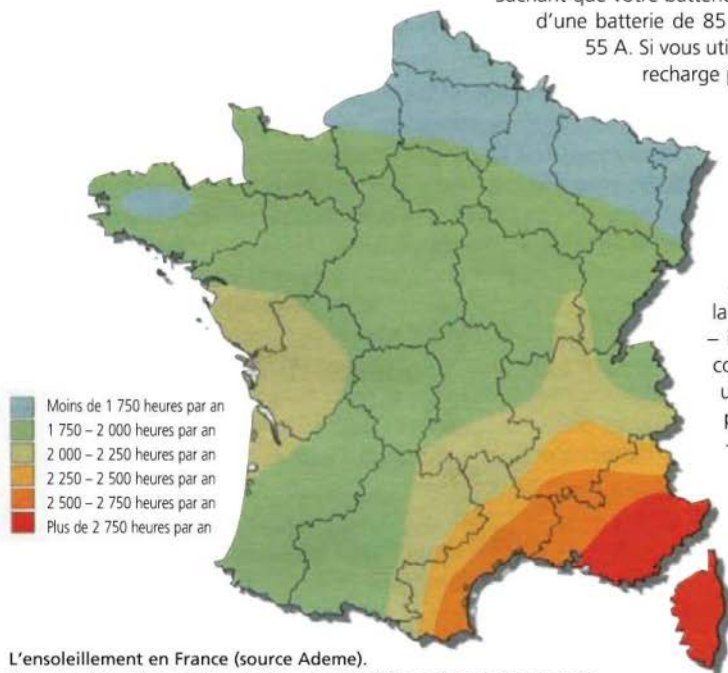 sachant que votre batterie
d'une batterie de 85
55 A. Si vous uti
recharge p
la
–
co
u
p
Moins de 1 750 heures par an
1 750 – 2 000 heures par an
2 000 – 2 250 heures par an
2 250 – 2 500 heures par an
2 500 – 2 750 heures par an
Plus de 2 750 heures par an
L'ensoleillement en France (source Ademe).